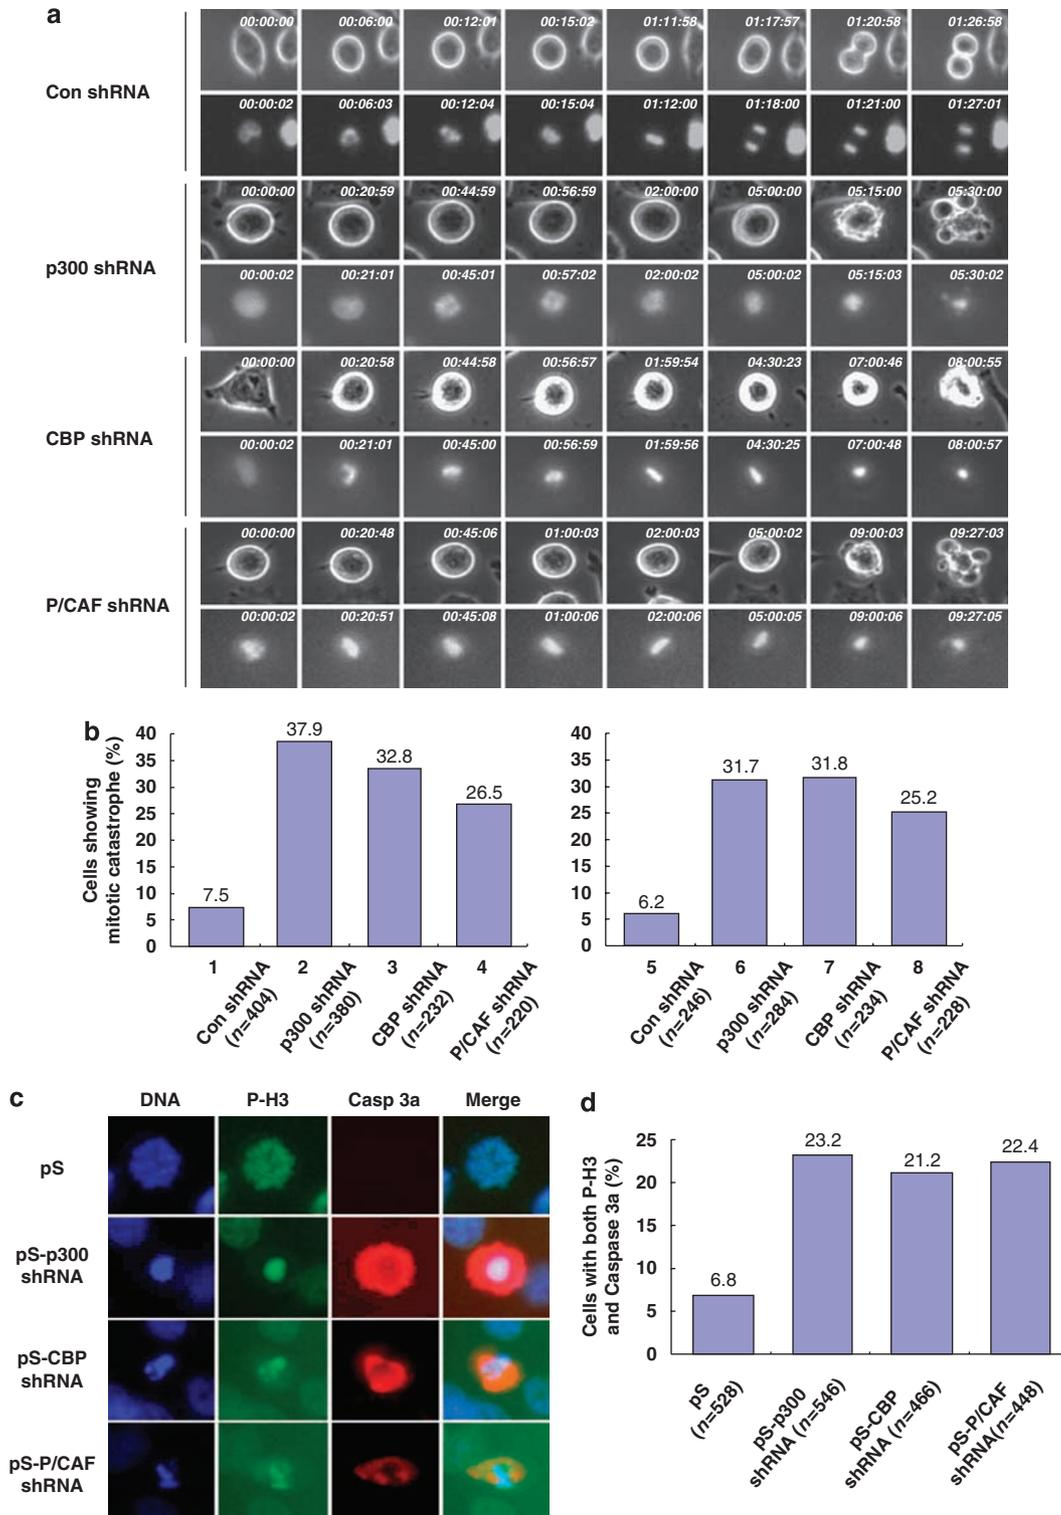 a
Con shRNA
00:00:00 00:06:00 00:12:01 00:15:02 01:11:58 01:17:57 01:20:58 01:26:58
00:00:02 00:06:03 00:12:04 00:15:04 01:12:00 01:18:00 01:21:00 01:27:01
p300 shRNA
00:00:00 00:20:59 00:44:59 00:56:59 02:00:00 05:00:00 05:15:00 05:30:00
00:00:02 00:21:01 00:45:01 00:57:02 02:00:02 05:00:02 05:15:03 05:30:02
CBP shRNA
00:00:00 00:20:58 00:44:58 00:56:57 01:59:54 04:30:23 07:00:46 08:00:55
00:00:02 00:21:01 00:45:00 00:56:59 01:59:56 04:30:25 07:00:48 08:00:57
P/CAF shRNA
00:00:00 00:20:48 00:45:06 01:00:03 02:00:03 05:00:02 09:00:03 09:27:03
00:00:02 00:20:51 00:45:08 01:00:06 02:00:06 05:00:05 09:00:06 09:27:05
b
Cells showing
mitotic catastrophe (%)
40
35
30
25
20
15
10
5
0
7.5
37.9
32.8
26.5
1 2 3 4
Con shRNA
(n=404)
p300 shRNA
(n=380)
CBP shRNA
(n=232)
P/CAF shRNA
(n=220)
40
35
30
25
20
15
10
5
0
6.2
31.7
31.8
25.2
5 6 7 8
Con shRNA
(n=246)
p300 shRNA
(n=284)
CBP shRNA
(n=234)
P/CAF shRNA
(n=228)
c
DNA P-H3 Casp 3a Merge
pS
pS-p300
shRNA
pS-CBP
shRNA
pS-P/CAF
shRNA
d
Cells with both P-H3
and Caspase 3a (%)
25
20
15
10
5
0
6.8
23.2
21.2
22.4
pS
(n=528)
pS-p300
shRNA (n=546)
pS-CBP
shRNA (n=466)
pS-P/CAF
shRNA(n=448)